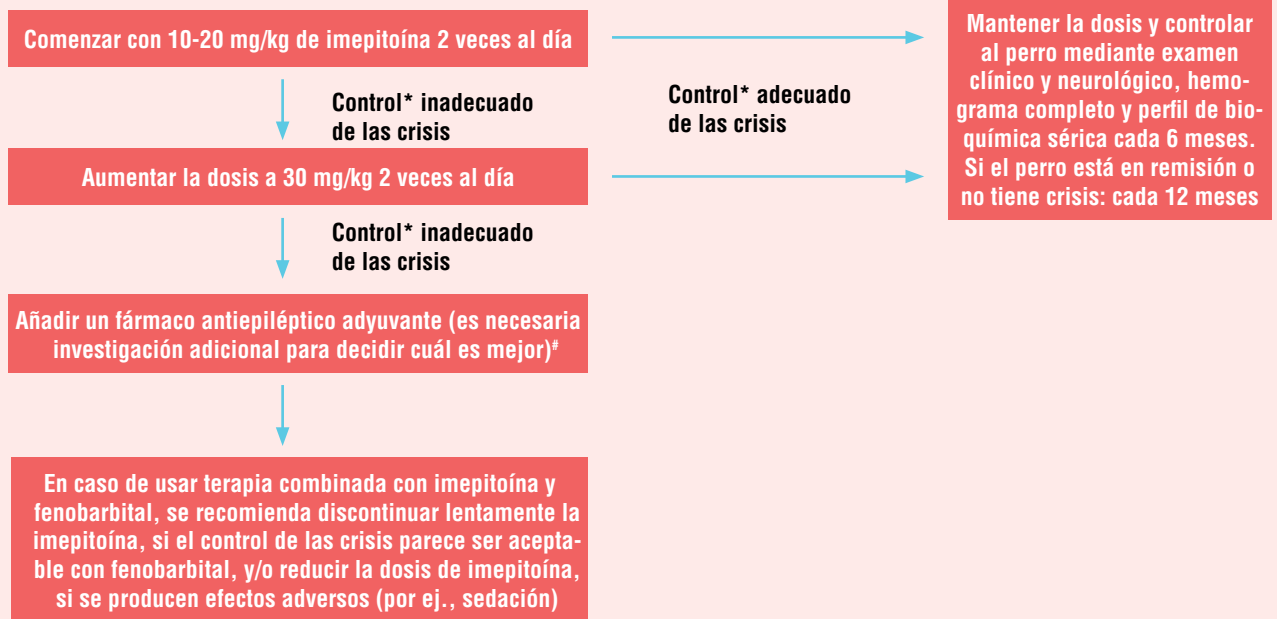 Comenzar con 10-20 mg/kg de imepitoína 2 veces al día
Control* inadecuado
de las crisis
Control* adecuado
de las crisis
Mantener la dosis y controlar
al perro mediante examen
clínico y neurológico, hemo-
grama completo y perfil de bio-
química sérica cada 6 meses.
Si el perro está en remisión o
no tiene crisis: cada 12 meses
Aumentar la dosis a 30 mg/kg 2 veces al día
Control* inadecuado
de las crisis
Añadir un fármaco antiepiléptico adyuvante (es necesaria
investigación adicional para decidir cuál es mejor)#
En caso de usar terapia combinada con imepitoína y
fenobarbital, se recomienda discontinuar lentamente la
imepitoína, si el control de las crisis parece ser acepta-
ble con fenobarbital, y/o reducir la dosis de imepitoína,
si se producen efectos adversos (por ej., sedación)